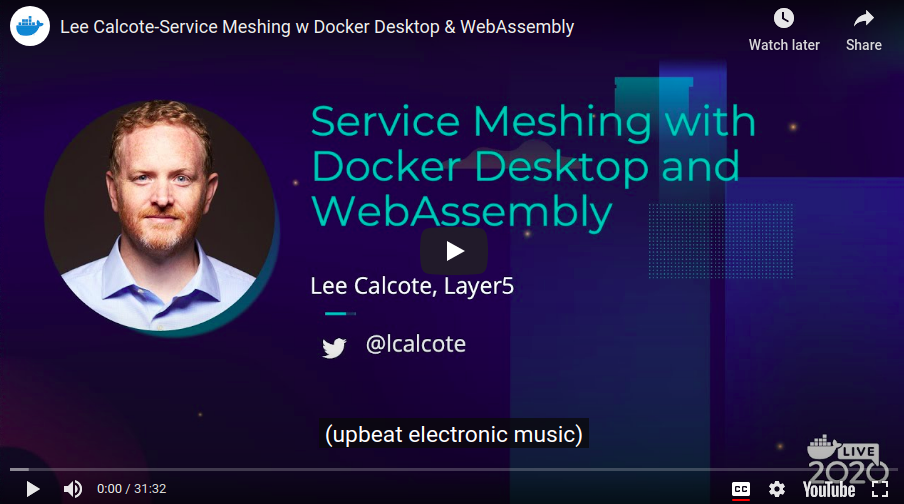 Lee Calcote-Service Meshing w Docker Desktop & WebAssembly
Watch later
Share
Service Meshing with
Docker Desktop and
WebAssembly
Lee Calcote, Layer5
@lcalcote
(upbeat electronic music)
LIVE
2020
0:00 / 31:32
CC
YouTube